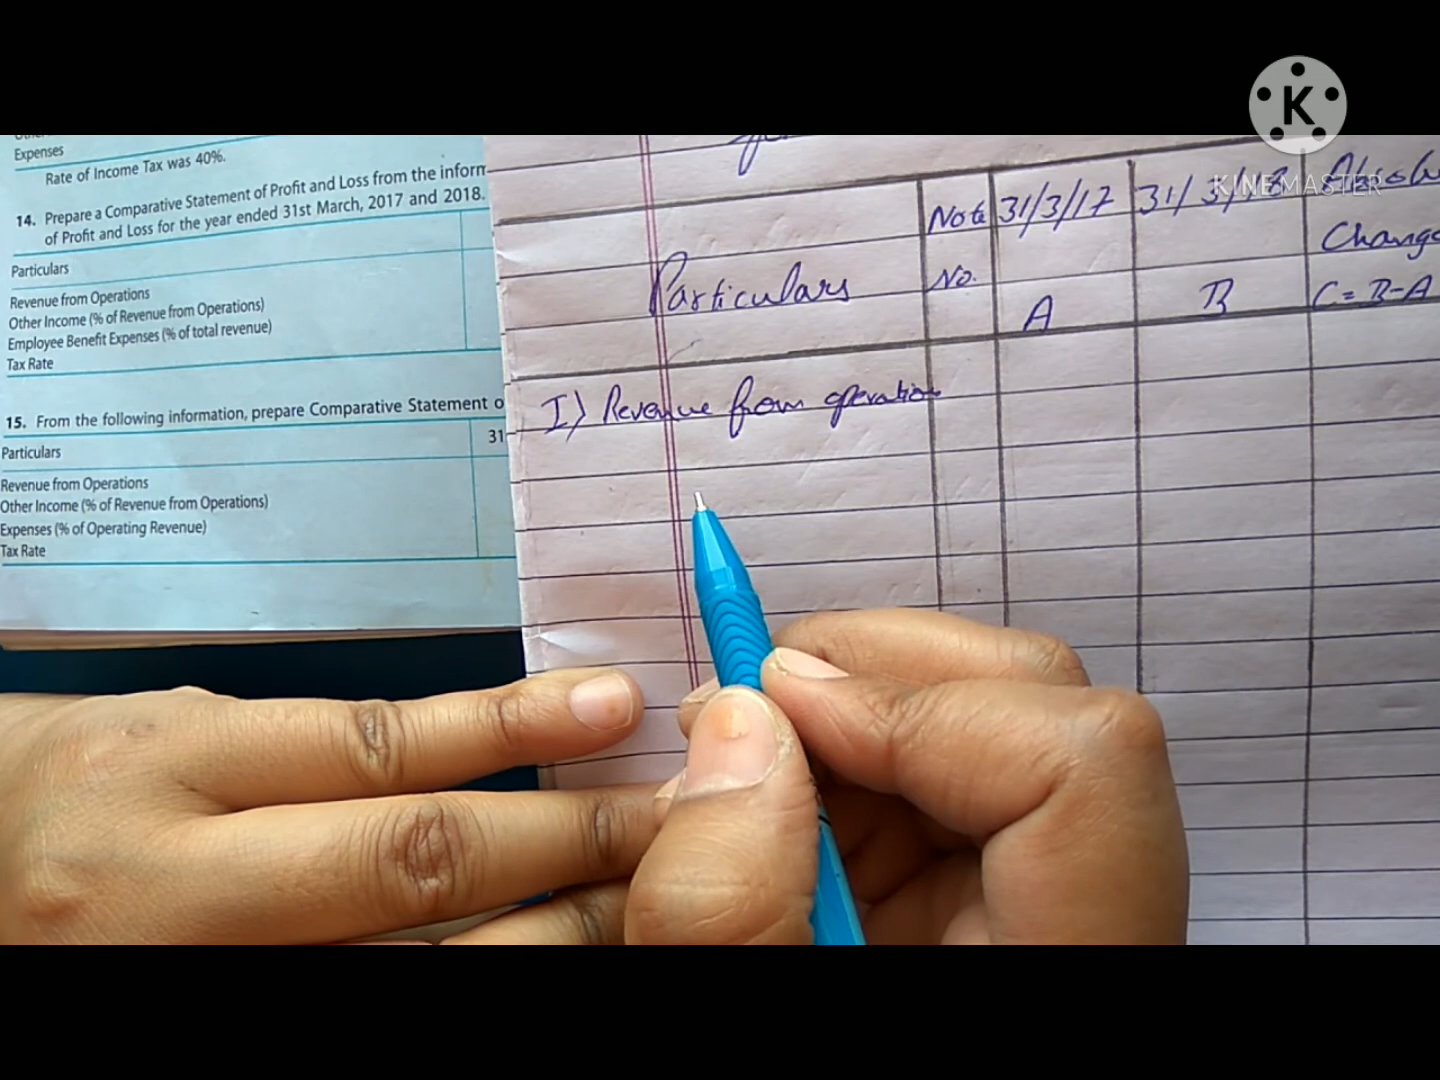 Expenses
Rate of Income Tax was 40%.
14. Prepare a Comparative Statement of Profit and Loss from the inform
of Profit and Loss for the year ended 31st March, 2017 and 2018.
Particulars
Revenue from Operations
Other Income (% of Revenue from Operations)
Employee Benefit Expenses (% of total revenue)
Tax Rate
15. From the following information, prepare Comparative Statement o
31
Particulars
Revenue from Operations
Other Income (% of Revenue from Operations)
Expenses (% of Operating Revenue)
Tax Rate
K
KINEMASTER
Particulars
Note No.
31/3/17
A
31/3/18
B
Change
C = B-A
I) Revenue from operation